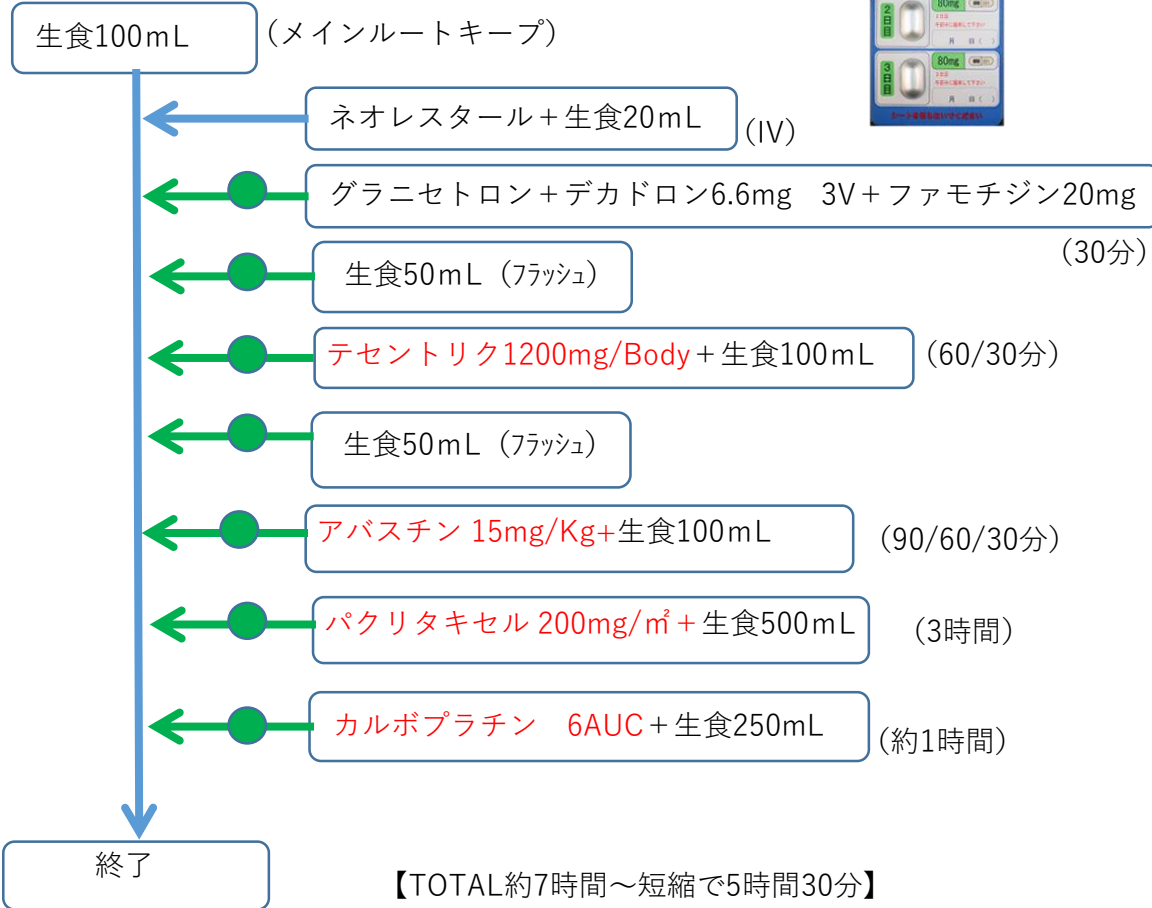 生食100mL
(メインルートキープ)
2日目
80mg
月 日( )
3日目
80mg
月 日( )
ネオレスタール+生食20mL
(IV)
グラニセトロン+デカドロン6.6mg 3V+ファモチジン20mg
(30分)
生食50mL (フラッシュ)
テセントリク1200mg/Body+生食100mL
(60/30分)
生食50mL (フラッシュ)
アバスチン 15mg/Kg+生食100mL
(90/60/30分)
パクリタキセル 200mg/㎡+生食500mL
(3時間)
カルボプラチン 6AUC+生食250mL
(約1時間)
終了
【TOTAL約7時間~短縮で5時間30分】